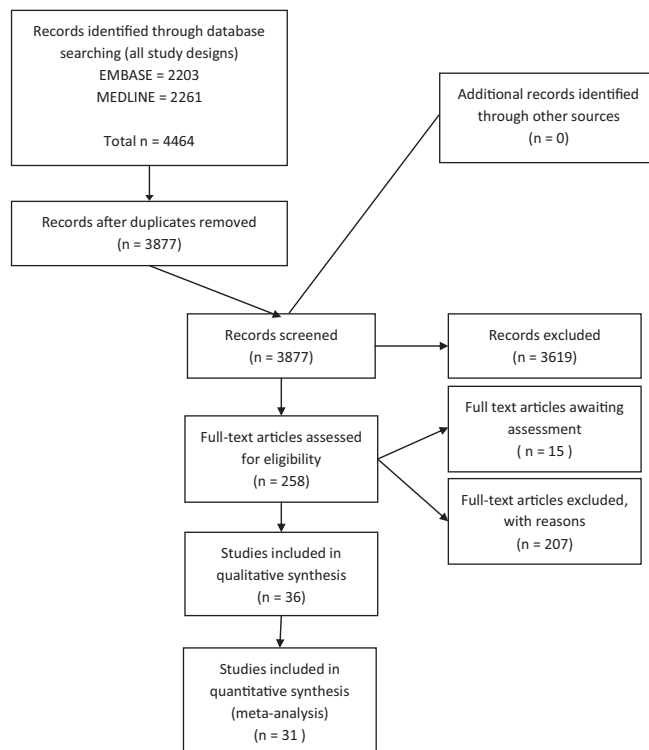 Records identified through database
searching (all study designs)
EMBASE = 2203
MEDLINE = 2261
Total n = 4464
Additional records identified
through other sources
(n = 0)
Records after duplicates removed
(n = 3877)
Records screened
(n = 3877)
Records excluded
(n = 3619)
Full-text articles assessed
for eligibility
(n = 258)
Full text articles awaiting
assessment
( n = 15 )
Full-text articles excluded,
with reasons
(n = 207)
Studies included in
qualitative synthesis
(n = 36)
Studies included in
quantitative synthesis
(meta-analysis)
(n = 31 )